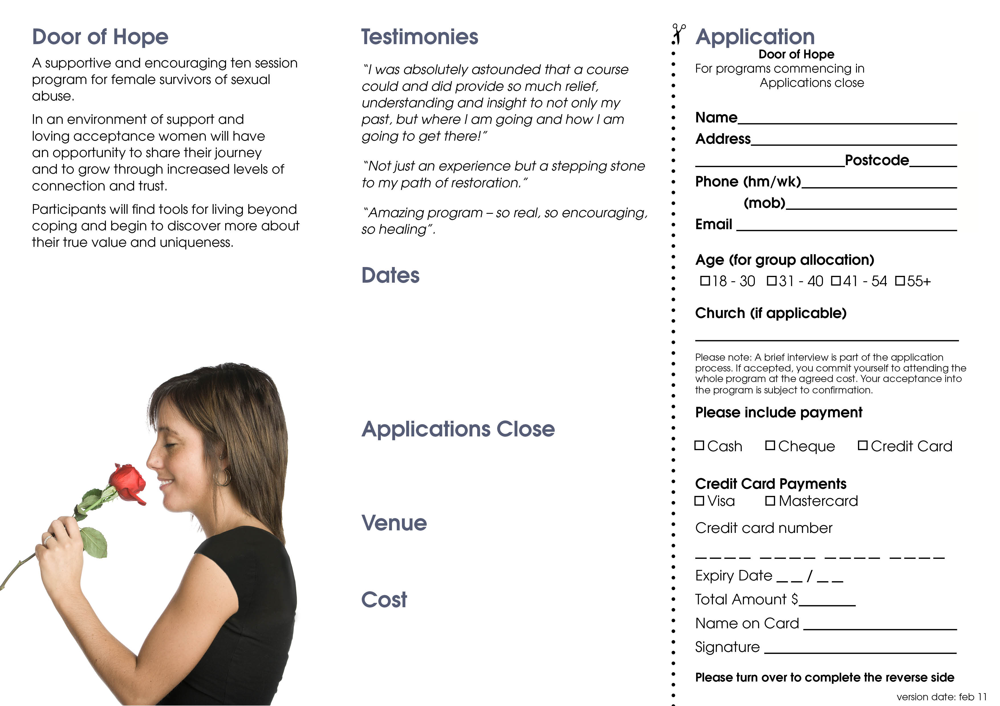 Door of Hope
A supportive and encouraging ten session
program for female survivors of sexual
abuse.
In an environment of support and
loving acceptance women will have
an opportunity to share their journey
and to grow through increased levels of
connection and trust.
Participants will find tools for living beyond
coping and begin to discover more about
their true value and uniqueness.
Testimonies
“I was absolutely astounded that a course
could and did provide so much relief,
understanding and insight to not only my
past, but where I am going and how I am
going to get there!”
“Not just an experience but a stepping stone
to my path of restoration.”
“Amazing program – so real, so encouraging,
so healing”.
Dates
Applications Close
Venue
Cost
Application
Door of Hope
For programs commencing in
Applications close
Name
Address
Postcode
Phone (hm/wk)
(mob)
Email
Age (for group allocation)
18 - 30 31 - 40 41 - 54 55+
Church (if applicable)
Please note: A brief interview is part of the application
process. If accepted, you commit yourself to attending the
whole program at the agreed cost. Your acceptance into
the program is subject to confirmation.
Please include payment
Cash Cheque Credit Card
Credit Card Payments
Visa Mastercard
Credit card number
Expiry Date __/__
Total Amount $
Name on Card
Signature
Please turn over to complete the reverse side
version date: feb 11